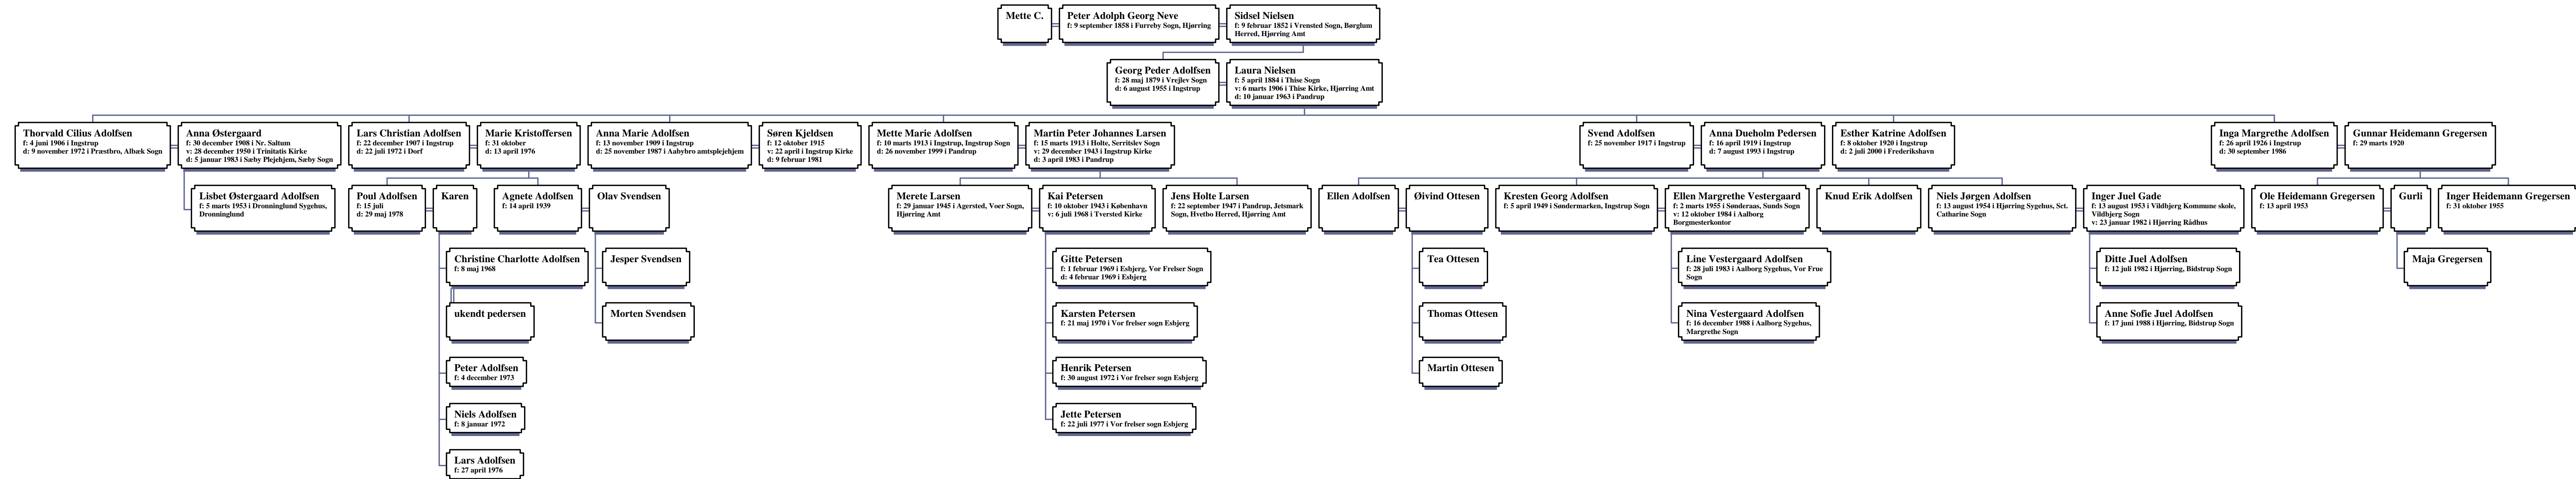 Mette C.
Peter Adolph Georg Neve
f: 9 september 1858 i Furreby Sogn, Hjørring
Sidsel Nielsen
f: 9 februar 1852 i Vrensted Sogn, Børglum
Herred, Hjørring Amt
Georg Peder Adolfsen
f: 28 maj 1879 i Vrejlev Sogn
d: 6 august 1955 i Ingstrup
Laura Nielsen
f: 5 april 1884 i Thise Sogn
v: 6 marts 1906 i Thise Kirke, Hjørring Amt
d: 10 januar 1963 i Pandrup
Thorvald Cilius Adolfsen
f: 4 juni 1906 i Ingstrup
d: 9 november 1972 i Præstbro, Albæk Sogn
Anna Østergaard
f: 30 december 1908 i Nr. Saltum
v: 28 december 1950 i Trinitatis Kirke
d: 5 januar 1983 i Sæby Plejehjem, Sæby Sogn
Lars Christian Adolfsen
f: 22 december 1907 i Ingstrup
d: 22 juli 1972 i Dorf
Marie Kristoffersen
f: 31 oktober
d: 13 april 1976
Anna Marie Adolfsen
f: 13 november 1909 i Ingstrup
d: 25 november 1987 i Aabybro amtsplejehjem
Søren Kjeldsen
f: 12 oktober 1915
v: 22 april i Ingstrup Kirke
d: 9 februar 1981
Mette Marie Adolfsen
f: 10 marts 1913 i Ingstrup, Ingstrup Sogn
d: 26 november 1999 i Pandrup
Martin Peter Johannes Larsen
f: 15 marts 1913 i Holte, Serritslev Sogn
v: 29 december 1943 i Ingstrup Kirke
d: 3 april 1983 i Pandrup
Svend Adolfsen
f: 25 november 1917 i Ingstrup
Anna Dueholm Pedersen
f: 16 april 1919 i Ingstrup
d: 7 august 1993 i Ingstrup
Esther Katrine Adolfsen
f: 8 oktober 1920 i Ingstrup
d: 2 juli 2000 i Frederikshavn
Inga Margrethe Adolfsen
f: 26 april 1926 i Ingstrup
d: 30 september 1986
Gunnar Heidemann Gregersen
f: 29 marts 1920
Lisbet Østergaard Adolfsen
f: 5 marts 1953 i Dronninglund Sygehus,
Dronninglund
Poul Adolfsen
f: 15 juli
d: 29 maj 1978
Karen
Agnete Adolfsen
f: 14 april 1939
Olav Svendsen
Merete Larsen
f: 29 januar 1945 i Agersted, Voer Sogn,
Hjørring Amt
Kai Petersen
f: 10 oktober 1943 i København
v: 6 juli 1968 i Tversted Kirke
Jens Holte Larsen
f: 22 september 1947 i Pandrup, Jetsmark
Sogn, Hvetbo Herred, Hjørring Amt
Ellen Adolfsen
Øivind Ottesen
Kresten Georg Adolfsen
f: 5 april 1949 i Søndermarken, Ingstrup Sogn
Ellen Margrethe Vestergaard
f: 2 marts 1955 i Sønderaas, Sunds Sogn
v: 12 oktober 1984 i Aalborg
Borgmesterkontor
Knud Erik Adolfsen
Niels Jørgen Adolfsen
f: 13 august 1954 i Hjørring Sygehus, Sct.
Catharine Sogn
Inger Juel Gade
f: 13 august 1953 i Vildbjerg Kommune skole,
Vildbjerg Sogn
v: 23 januar 1982 i Hjørring Rådhus
Ole Heidemann Gregersen
f: 13 april 1953
Gurli
Inger Heidemann Gregersen
f: 31 oktober 1955
Christine Charlotte Adolfsen
f: 8 maj 1968
Jesper Svendsen
Gitte Petersen
f: 1 februar 1969 i Esbjerg, Vor Frelser Sogn
d: 4 februar 1969 i Esbjerg
Tea Ottesen
Line Vestergaard Adolfsen
f: 28 juli 1983 i Aalborg Sygehus, Vor Frue
Sogn
Ditte Juel Adolfsen
f: 12 juli 1982 i Hjørring, Bidstrup Sogn
Maja Gregersen
ukendt pedersen
Morten Svendsen
Karsten Petersen
f: 21 maj 1970 i Vor frelser sogn Esbjerg
Thomas Ottesen
Nina Vestergaard Adolfsen
f: 16 december 1988 i Aalborg Sygehus,
Margrethe Sogn
Anne Sofie Juel Adolfsen
f: 17 juni 1988 i Hjørring, Bidstrup Sogn
Peter Adolfsen
f: 4 december 1973
Henrik Petersen
f: 30 august 1972 i Vor frelser sogn Esbjerg
Martin Ottesen
Niels Adolfsen
f: 8 januar 1972
Jette Petersen
f: 22 juli 1977 i Vor frelser sogn Esbjerg
Lars Adolfsen
f: 27 april 1976